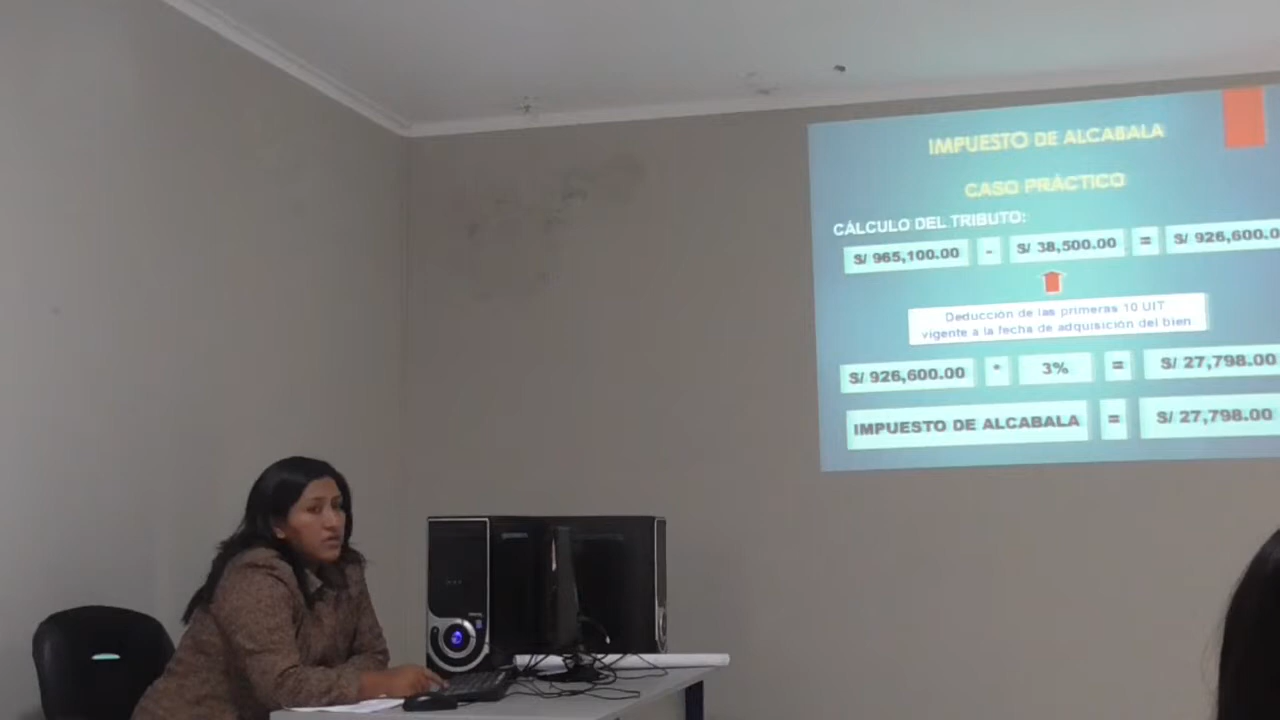 IMPUESTO DE ALCABALA
CASO PRÁCTICO
CÁLCULO DEL TRIBUTO:
S/ 965,100.00 - S/ 38,500.00 = S/ 926,600.0
Deducción de las primeras 10 UIT
vigente a la fecha de adquisición del bien
S/ 926,600.00 * 3% = S/ 27,798.00
IMPUESTO DE ALCABALA = S/ 27,798.00